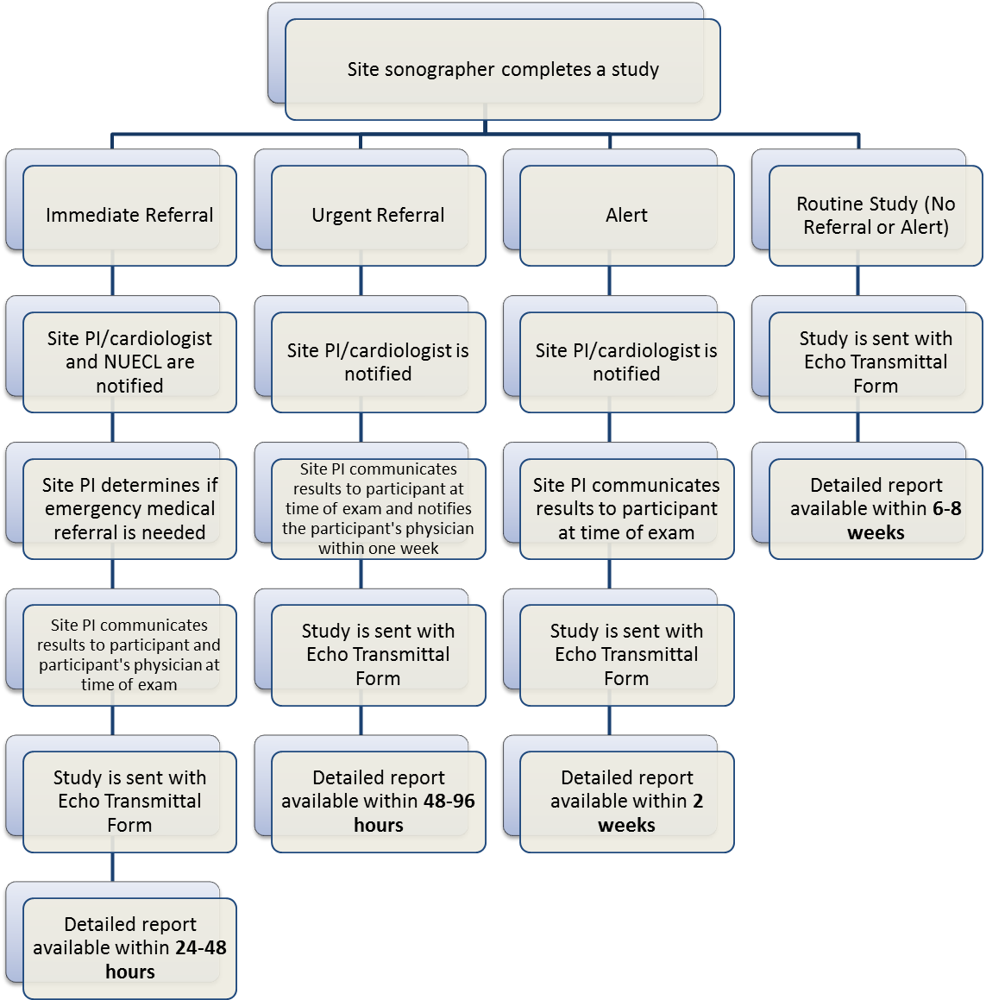 Site sonographer completes a study
Immediate Referral
Urgent Referral
Alert
Routine Study (No
Referral or Alert)
Site PI/cardiologist
and NUECL are
notified
Site PI/cardiologist is
notified
Site PI/cardiologist is
notified
Study is sent with
Echo Transmittal
Form
Site PI determines if
emergency medical
referral is needed
Site PI communicates
results to participant at
time of exam and notifies
the participant's physician
within one week
Site PI communicates
results to participant
at time of exam
Detailed report
available within 6-8
weeks
Site PI communicates
results to participant and
participant's physician at
time of exam
Study is sent with
Echo Transmittal
Form
Study is sent with
Echo Transmittal
Form
Study is sent with
Echo Transmittal
Form
Detailed report
available within 48-96
hours
Detailed report
available within 2
weeks
Detailed report
available within 24-48
hours